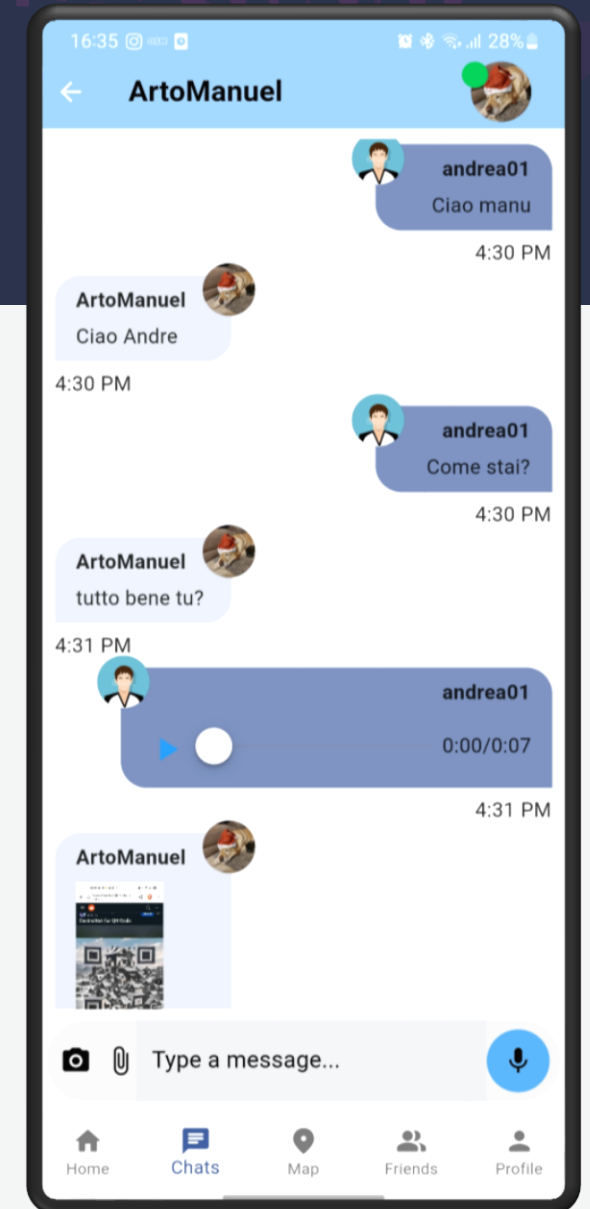 16:35 28%
ArtoManuel
andrea01
Ciao manu
4:30 PM
ArtoManuel
Ciao Andre
4:30 PM
andrea01
Come stai?
4:30 PM
ArtoManuel
tutto bene tu?
4:31 PM
andrea01
0:00/0:07
4:31 PM
ArtoManuel
Type a message...
Home Chats Map Friends Profile